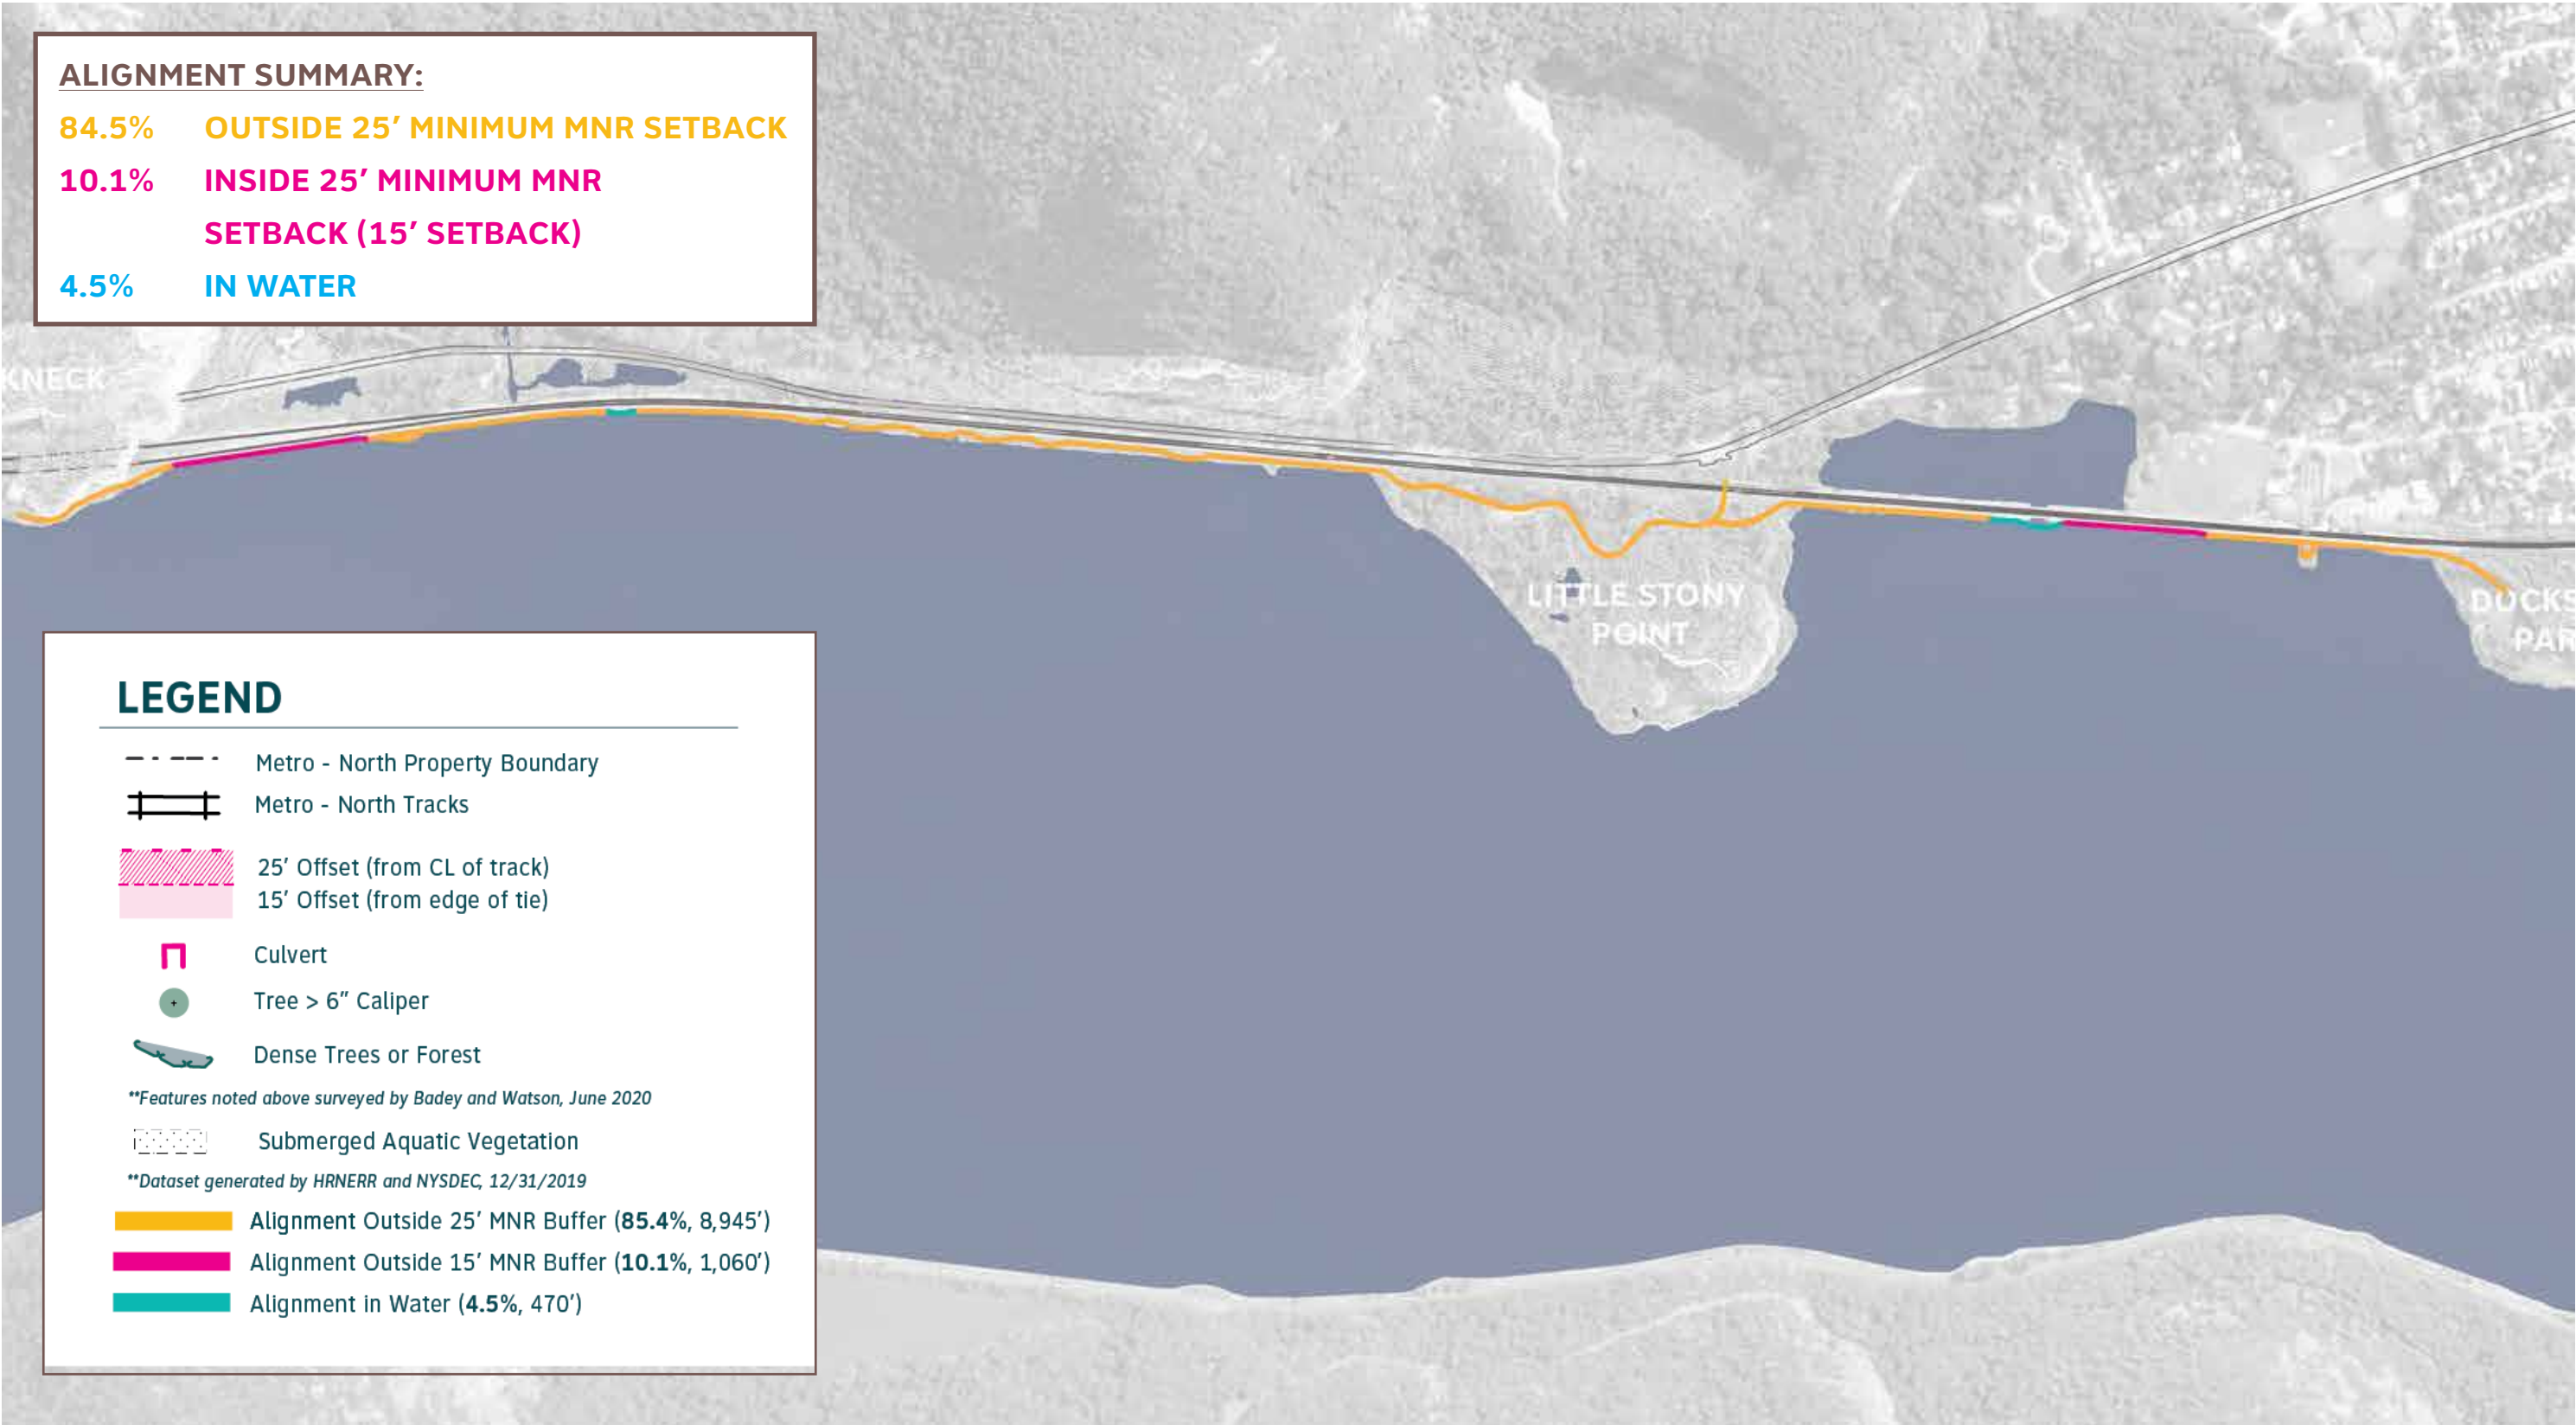 ALIGNMENT SUMMARY:
84.5% OUTSIDE 25’ MINIMUM MNR SETBACK
10.1% INSIDE 25’ MINIMUM MNR
SETBACK (15’ SETBACK)
4.5% IN WATER
KNECK
LITTLE STONY
POINT
DOCKS
PAR
LEGEND
Metro - North Property Boundary
Metro - North Tracks
25’ Offset (from CL of track)
15’ Offset (from edge of tie)
Culvert
Tree > 6” Caliper
Dense Trees or Forest
**Features noted above surveyed by Badey and Watson, June 2020
Submerged Aquatic Vegetation
**Dataset generated by HRNERR and NYSDEC, 12/31/2019
Alignment Outside 25’ MNR Buffer (85.4%, 8,945’)
Alignment Outside 15’ MNR Buffer (10.1%, 1,060’)
Alignment in Water (4.5%, 470’)